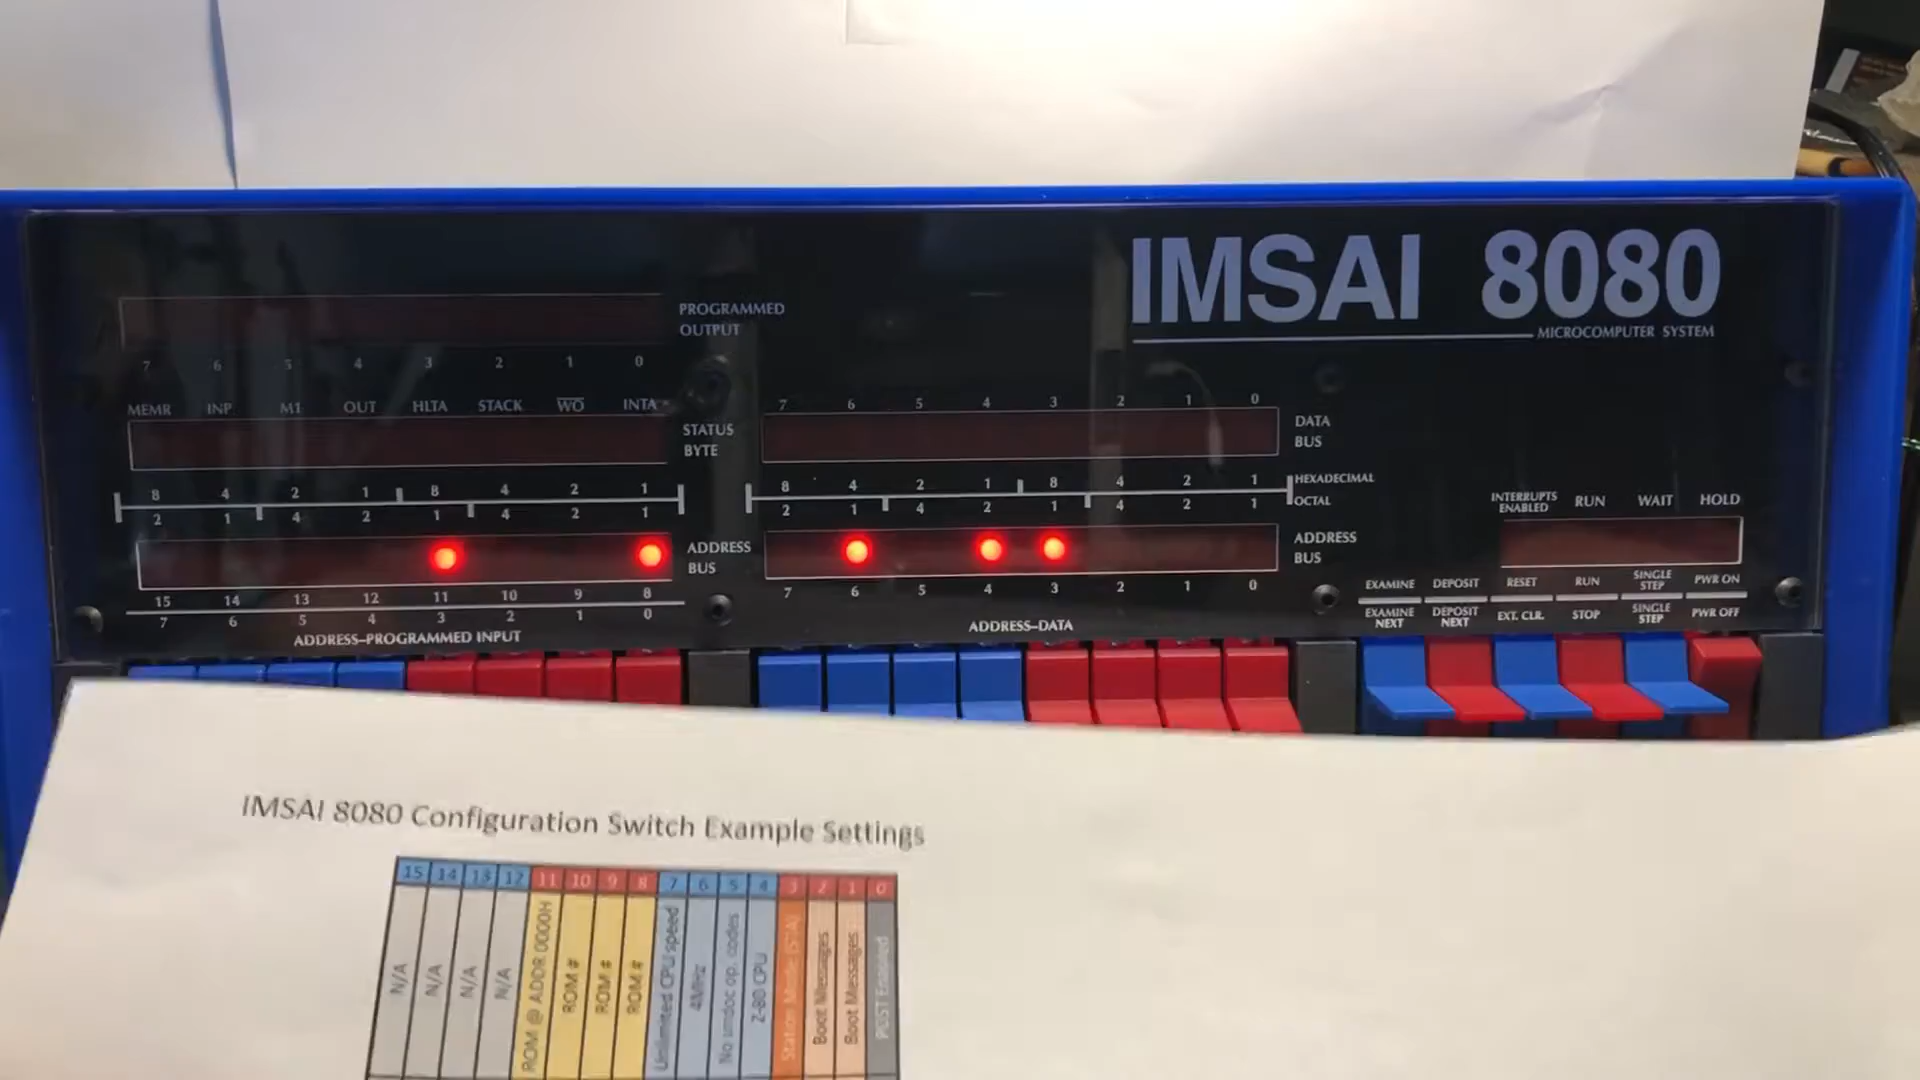 IMSAI 8080
MICROCOMPUTER SYSTEM
PROGRAMMED
OUTPUT
7 6 5 4 3 2 1 0
MEMR INP M1 OUT HLTA STACK WO INTA
STATUS
BYTE
7 6 5 4 3 2 1 0
DATA
BUS
8 4 2 1 8 4 2 1
2 1 4 2 1 4 2 1
8 4 2 1 8 4 2 1
2 1 4 2 1 4 2 1
HEXADECIMAL
OCTAL
ADDRESS
BUS
ADDRESS
BUS
15 14 13 12 11 10 9 8
7 6 5 4 3 2 1 0
ADDRESS–PROGRAMMED INPUT
7 6 5 4 3 2 1 0
ADDRESS–DATA
INTERRUPTS
ENABLED
RUN WAIT HOLD
EXAMINE
EXAMINE
NEXT
DEPOSIT
DEPOSIT
NEXT
RESET
EXT. CLR.
RUN
STOP
SINGLE
STEP
SINGLE
STEP
PWR ON
PWR OFF
IMSAI 8080 Configuration Switch Example Settings
15 14 13 12 11 10 9 8 7 6 5 4 3 2 1 0
N/A
N/A
N/A
N/A
ROM @ ADDR 0000H
ROM #
ROM #
ROM #
Unlimited CPU speed
4MHz
No undoc op. codes
Z-80 CPU
Station Mode (STA)
Boot Messages
Boot Messages
POST Enabled